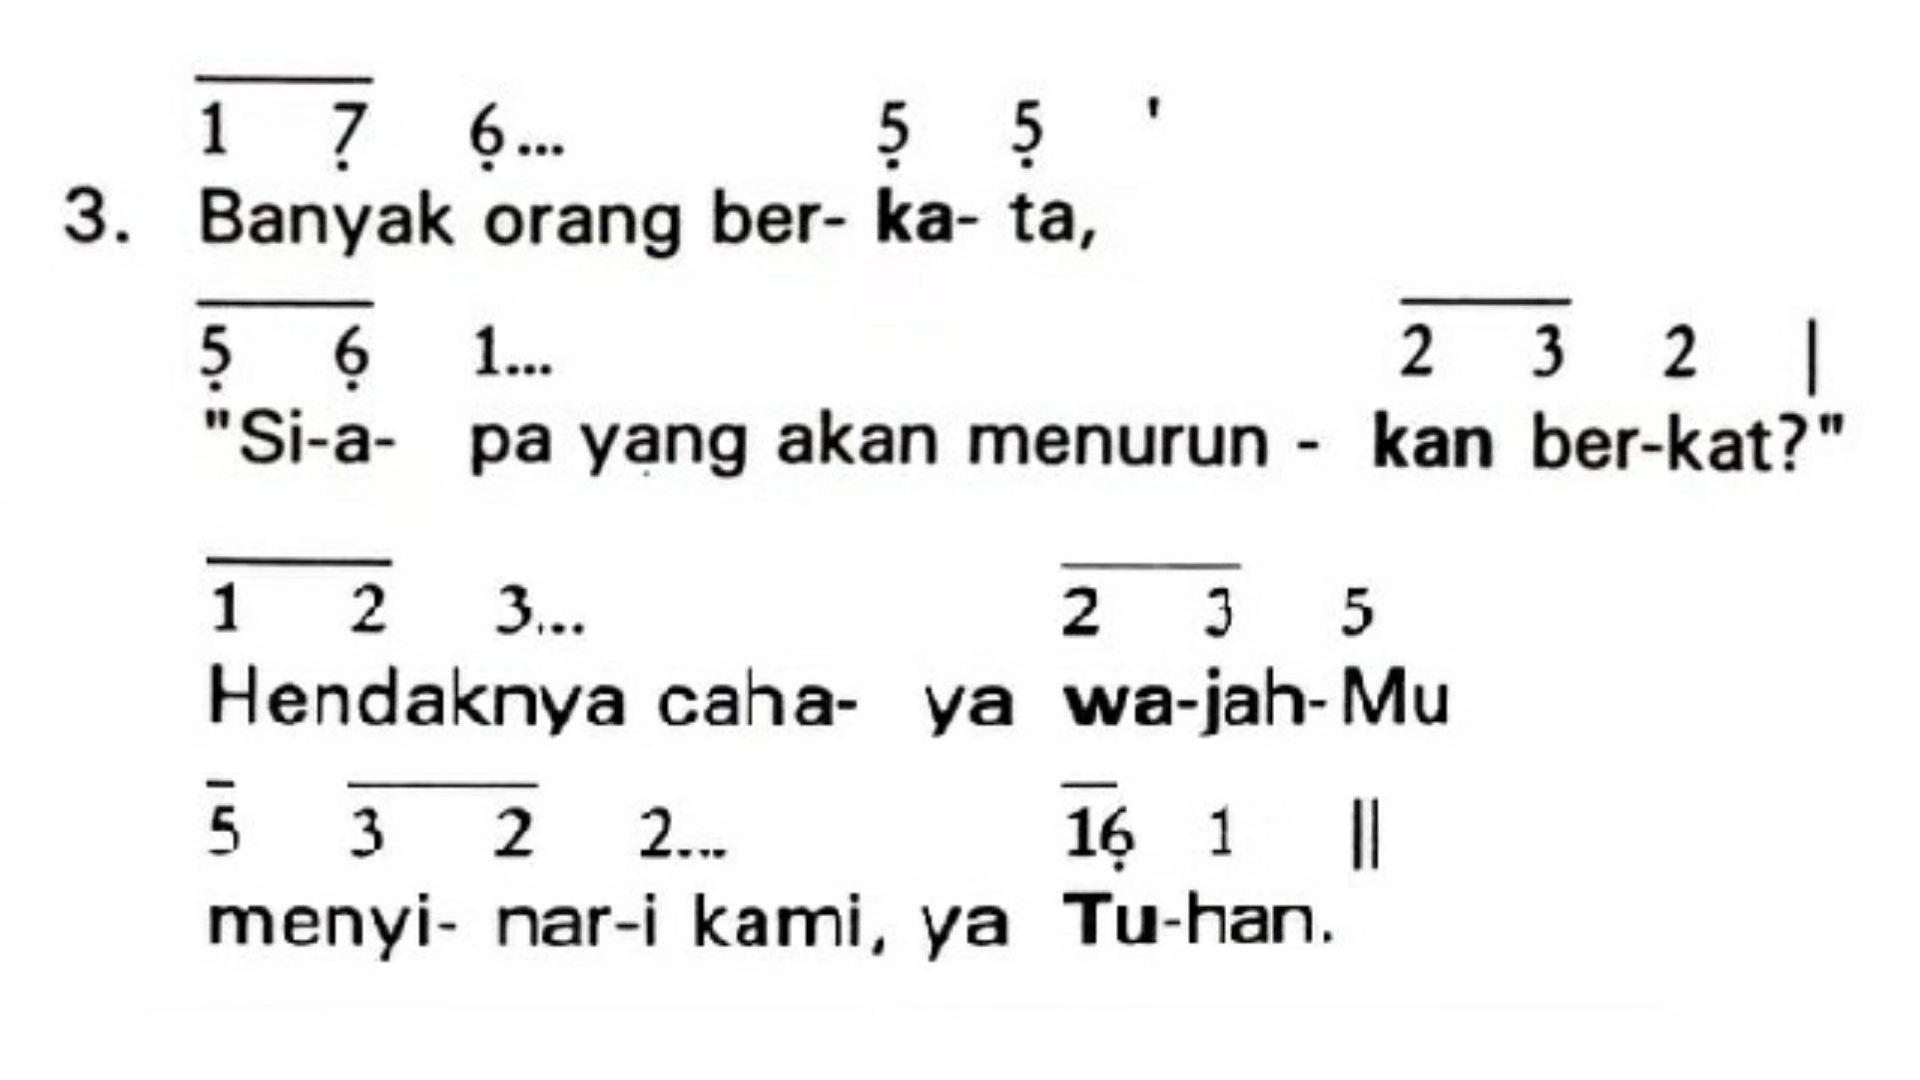 1 7̣ 6̣... 5̣ 5̣ '
3. Banyak orang ber- ka- ta,
5̣ 6̣ 1... 2 3 2 |
"Si-a- pa yang akan menurun - kan ber-kat?"
1 2 3... 2 3 5
Hendaknya caha- ya wa-jah- Mu
5 3 2 2... 16̣ 1 ||
menyi- nar-i kami, ya Tu-han.